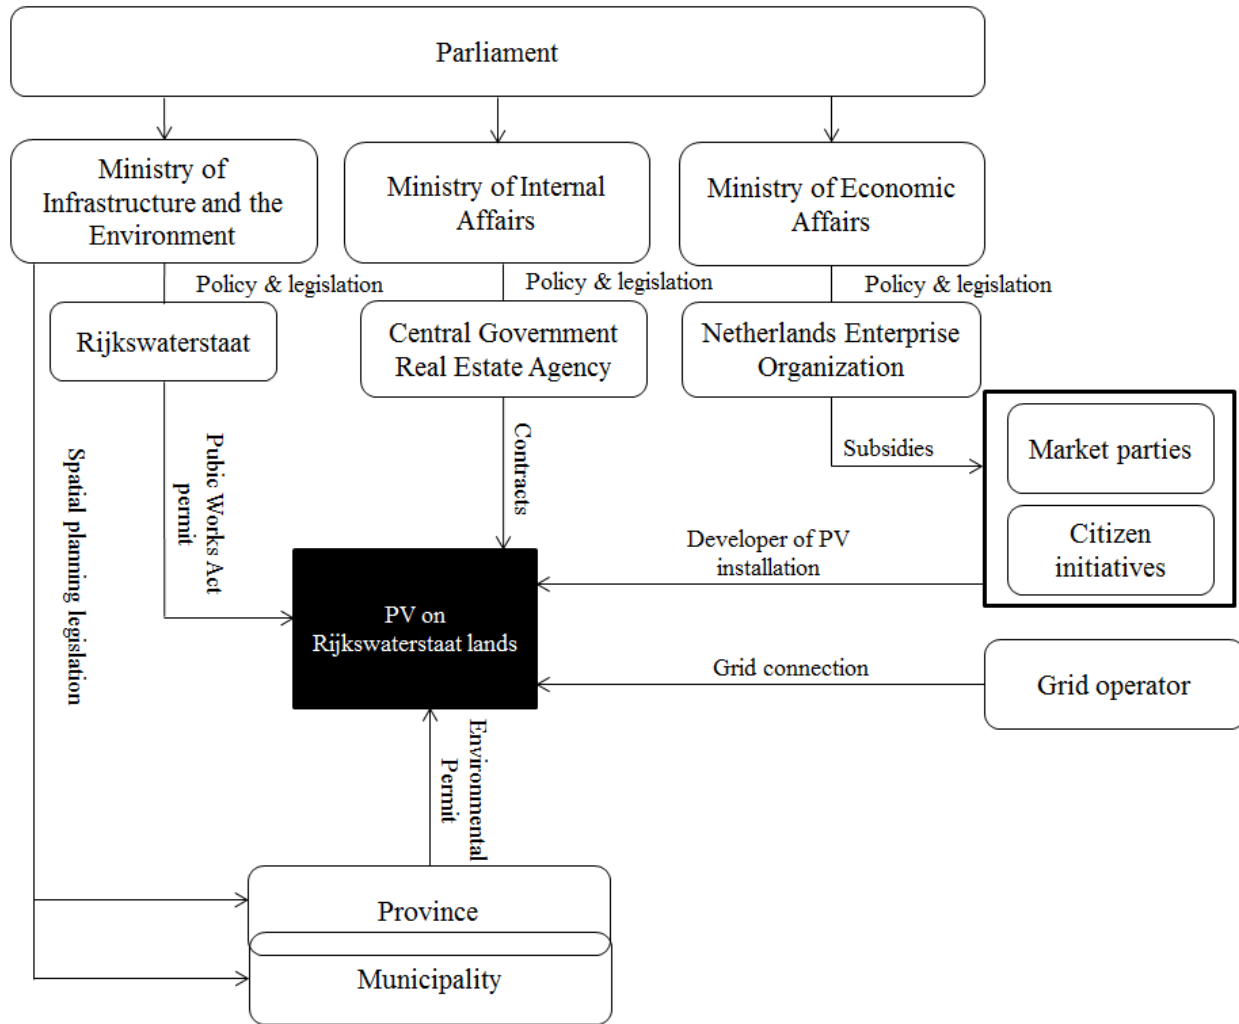 Parliament
Ministry of
Infrastructure and the
Environment
Ministry of Internal
Affairs
Ministry of Economic
Affairs
Policy & legislation
Policy & legislation
Policy & legislation
Rijkswaterstaat
Central Government
Real Estate Agency
Netherlands Enterprise
Organization
Spatial planning legislation
Pubic Works Act
permit
Contracts
Subsidies
Market parties
Citizen
initiatives
Developer of PV
installation
PV on
Rijkswaterstaat lands
Grid connection
Grid operator
Environmental
Permit
Province
Municipality